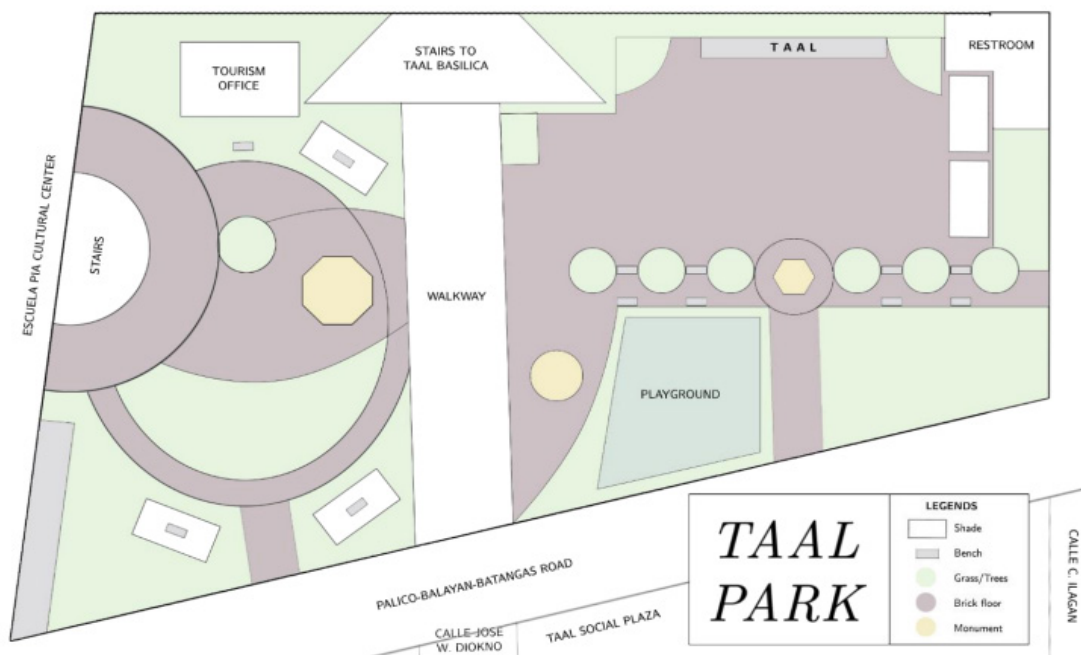 STAIRS TO
TAAL BASILICA
TAAL
RESTROOM
TOURISM
OFFICE
ESCUELA PIA CULTURAL CENTER
STAIRS
WALKWAY
PLAYGROUND
PALICO-BALAYAN-BATANGAS ROAD
CALLE JOSE
W. DIOKNO
TAAL SOCIAL PLAZA
TAAL
PARK
LEGENDS
Shade
Bench
Grass/Trees
Brick floor
Monument
CALLE C. ILAGAN